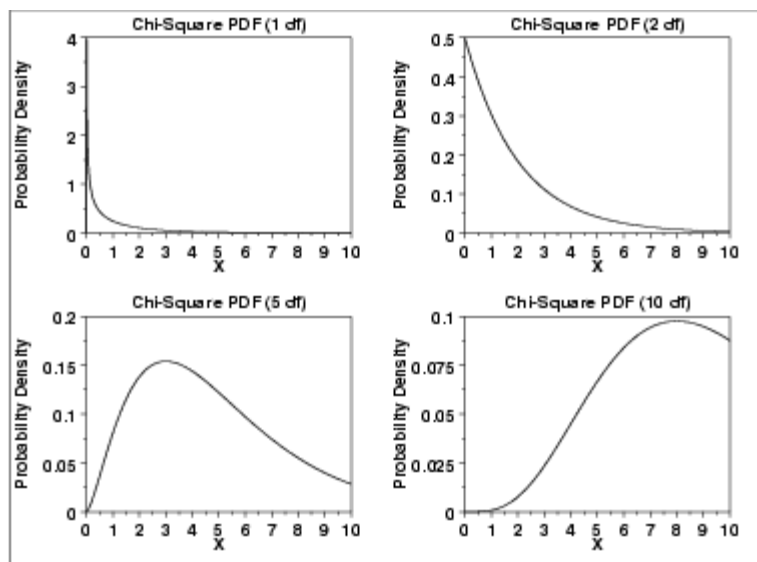 Chi-Square PDF (1 df)
Probability Density
4
3
2
1
0
0 1 2 3 4 5 6 7 8 9 10
X
Chi-Square PDF (2 df)
Probability Density
0.5
0.4
0.3
0.2
0.1
0
0 1 2 3 4 5 6 7 8 9 10
X
Chi-Square PDF (5 df)
Probability Density
0.2
0.15
0.1
0.05
0
0 1 2 3 4 5 6 7 8 9 10
X
Chi-Square PDF (10 df)
Probability Density
0.1
0.075
0.05
0.025
0
0 1 2 3 4 5 6 7 8 9 10
X